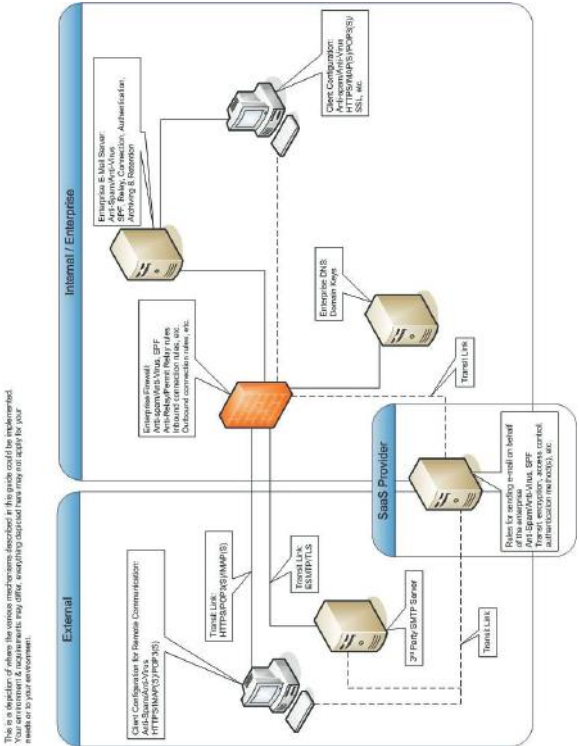 This is a depiction of where the various mechanisms described in this guide could be implemented.
Your environment & requirements may differ, everything depicted here may not apply for your
needs or to your environment.
External
Client Configuration for Remote Communication:
Anti-Spam/Anti-Virus
HTTPS/IMAP(S)/POP3(S)
Transit Link:
HTTPS/POP3(S)/IMAP(S)
Transit Link:
ESMTP/TLS
3rd Party SMTP Server
Transit Link
SaaS Provider
Rules for sending e-mail on behalf
of the enterprise
Anti-Spam/Anti-Virus, SPF
Transit, encryption, access control,
authentication method(s), etc.
Internal / Enterprise
Enterprise Firewall:
Anti-spam/Anti-Virus, SPF
Anti-Relay/Permit Relay rules
Inbound connection rules, etc.
Outbound connection rules, etc.
Enterprise E-Mail Server:
Anti-Spam/Anti-Virus
SPF, Relay, Connection, Authentication,
Archiving & Retention
Client Configuration:
Anti-spam/Anti-Virus
HTTPS/IMAP(S)/POP3(S)/
SSL, etc.
Enterprise DNS:
Domain Keys
Transit Link